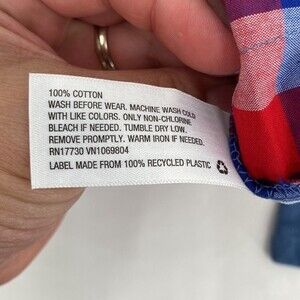 100% COTTON
WASH BEFORE WEAR. MACHINE WASH COLD
WITH LIKE COLORS. ONLY NON-CHLORINE
BLEACH IF NEEDED. TUMBLE DRY LOW.
REMOVE PROMPTLY. WARM IRON IF NEEDED.
RN17730 VN1069804
LABEL MADE FROM 100% RECYCLED PLASTIC